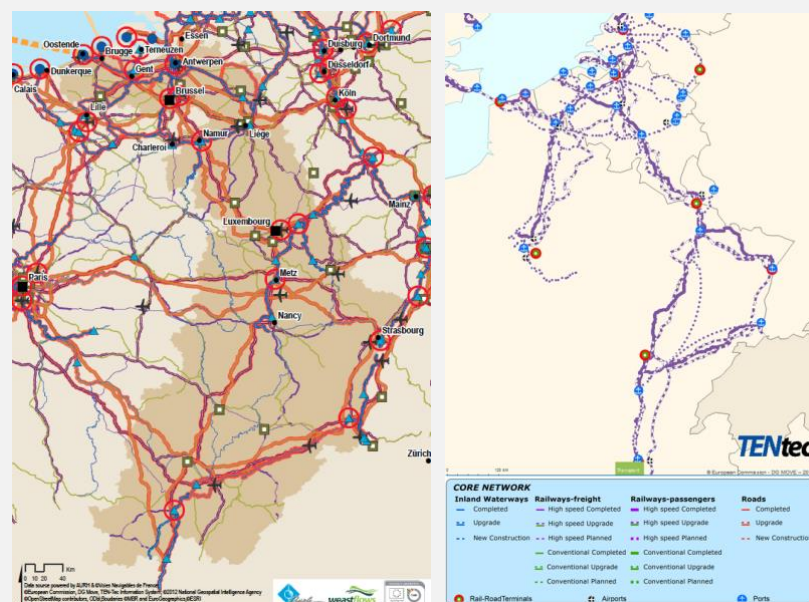 Essen
Dortmund
Duisburg
Oostende
Brugge
Terneuzen
Düsseldorf
Dunkerque
Gent
Antwerpen
Calais
Brussel
Köln
Lille
Namur
Liège
Charleroi
Mainz
Luxembourg
Metz
Paris
Nancy
Strasbourg
Zürich
Km
0 10 20 40
TENtec
CORE NETWORK
Inland Waterways
Railways-freight
Railways-passengers
Roads
Completed
High speed Completed
High speed Completed
Completed
Upgrade
High speed Upgrade
High speed Upgrade
Upgrade
New Construction
High speed Planned
High speed Planned
New Construction
Conventional Completed
Conventional Completed
Conventional Upgrade
Conventional Upgrade
Conventional Planned
Conventional Planned
Rail-RoadTerminals
Airports
Ports